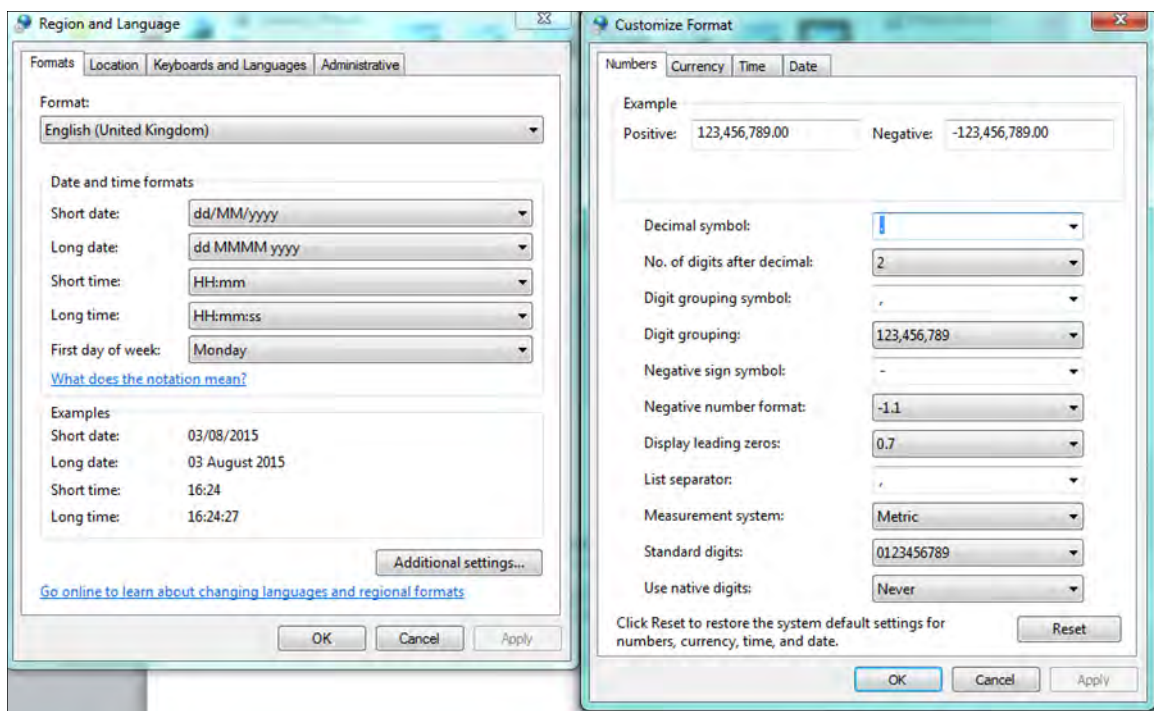 Region and Language
Formats Location Keyboards and Languages Administrative
Format:
English (United Kingdom)
Date and time formats
Short date: dd/MM/yyyy
Long date: dd MMMM yyyy
Short time: HH:mm
Long time: HH:mm:ss
First day of week: Monday
What does the notation mean?
Examples
Short date: 03/08/2015
Long date: 03 August 2015
Short time: 16:24
Long time: 16:24:27
Additional settings...
Go online to learn about changing languages and regional formats
OK Cancel Apply
Customize Format
Numbers Currency Time Date
Example
Positive: 123,456,789.00 Negative: -123,456,789.00
Decimal symbol: .
No. of digits after decimal: 2
Digit grouping symbol: ,
Digit grouping: 123,456,789
Negative sign symbol: -
Negative number format: -1.1
Display leading zeros: 0.7
List separator: ,
Measurement system: Metric
Standard digits: 0123456789
Use native digits: Never
Click Reset to restore the system default settings for
numbers, currency, time, and date.
Reset
OK Cancel Apply